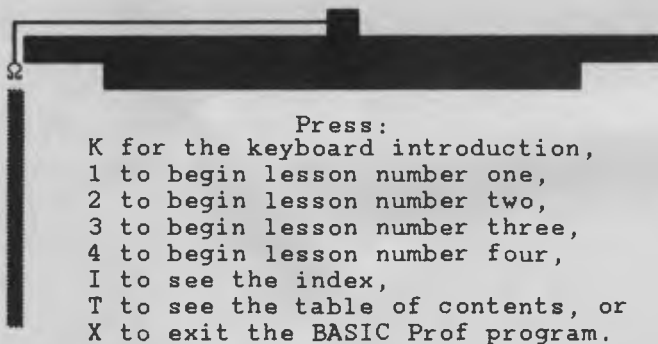 Ω
Press:
K for the keyboard introduction,
1 to begin lesson number one,
2 to begin lesson number two,
3 to begin lesson number three,
4 to begin lesson number four,
I to see the index,
T to see the table of contents, or
X to exit the BASIC Prof program.